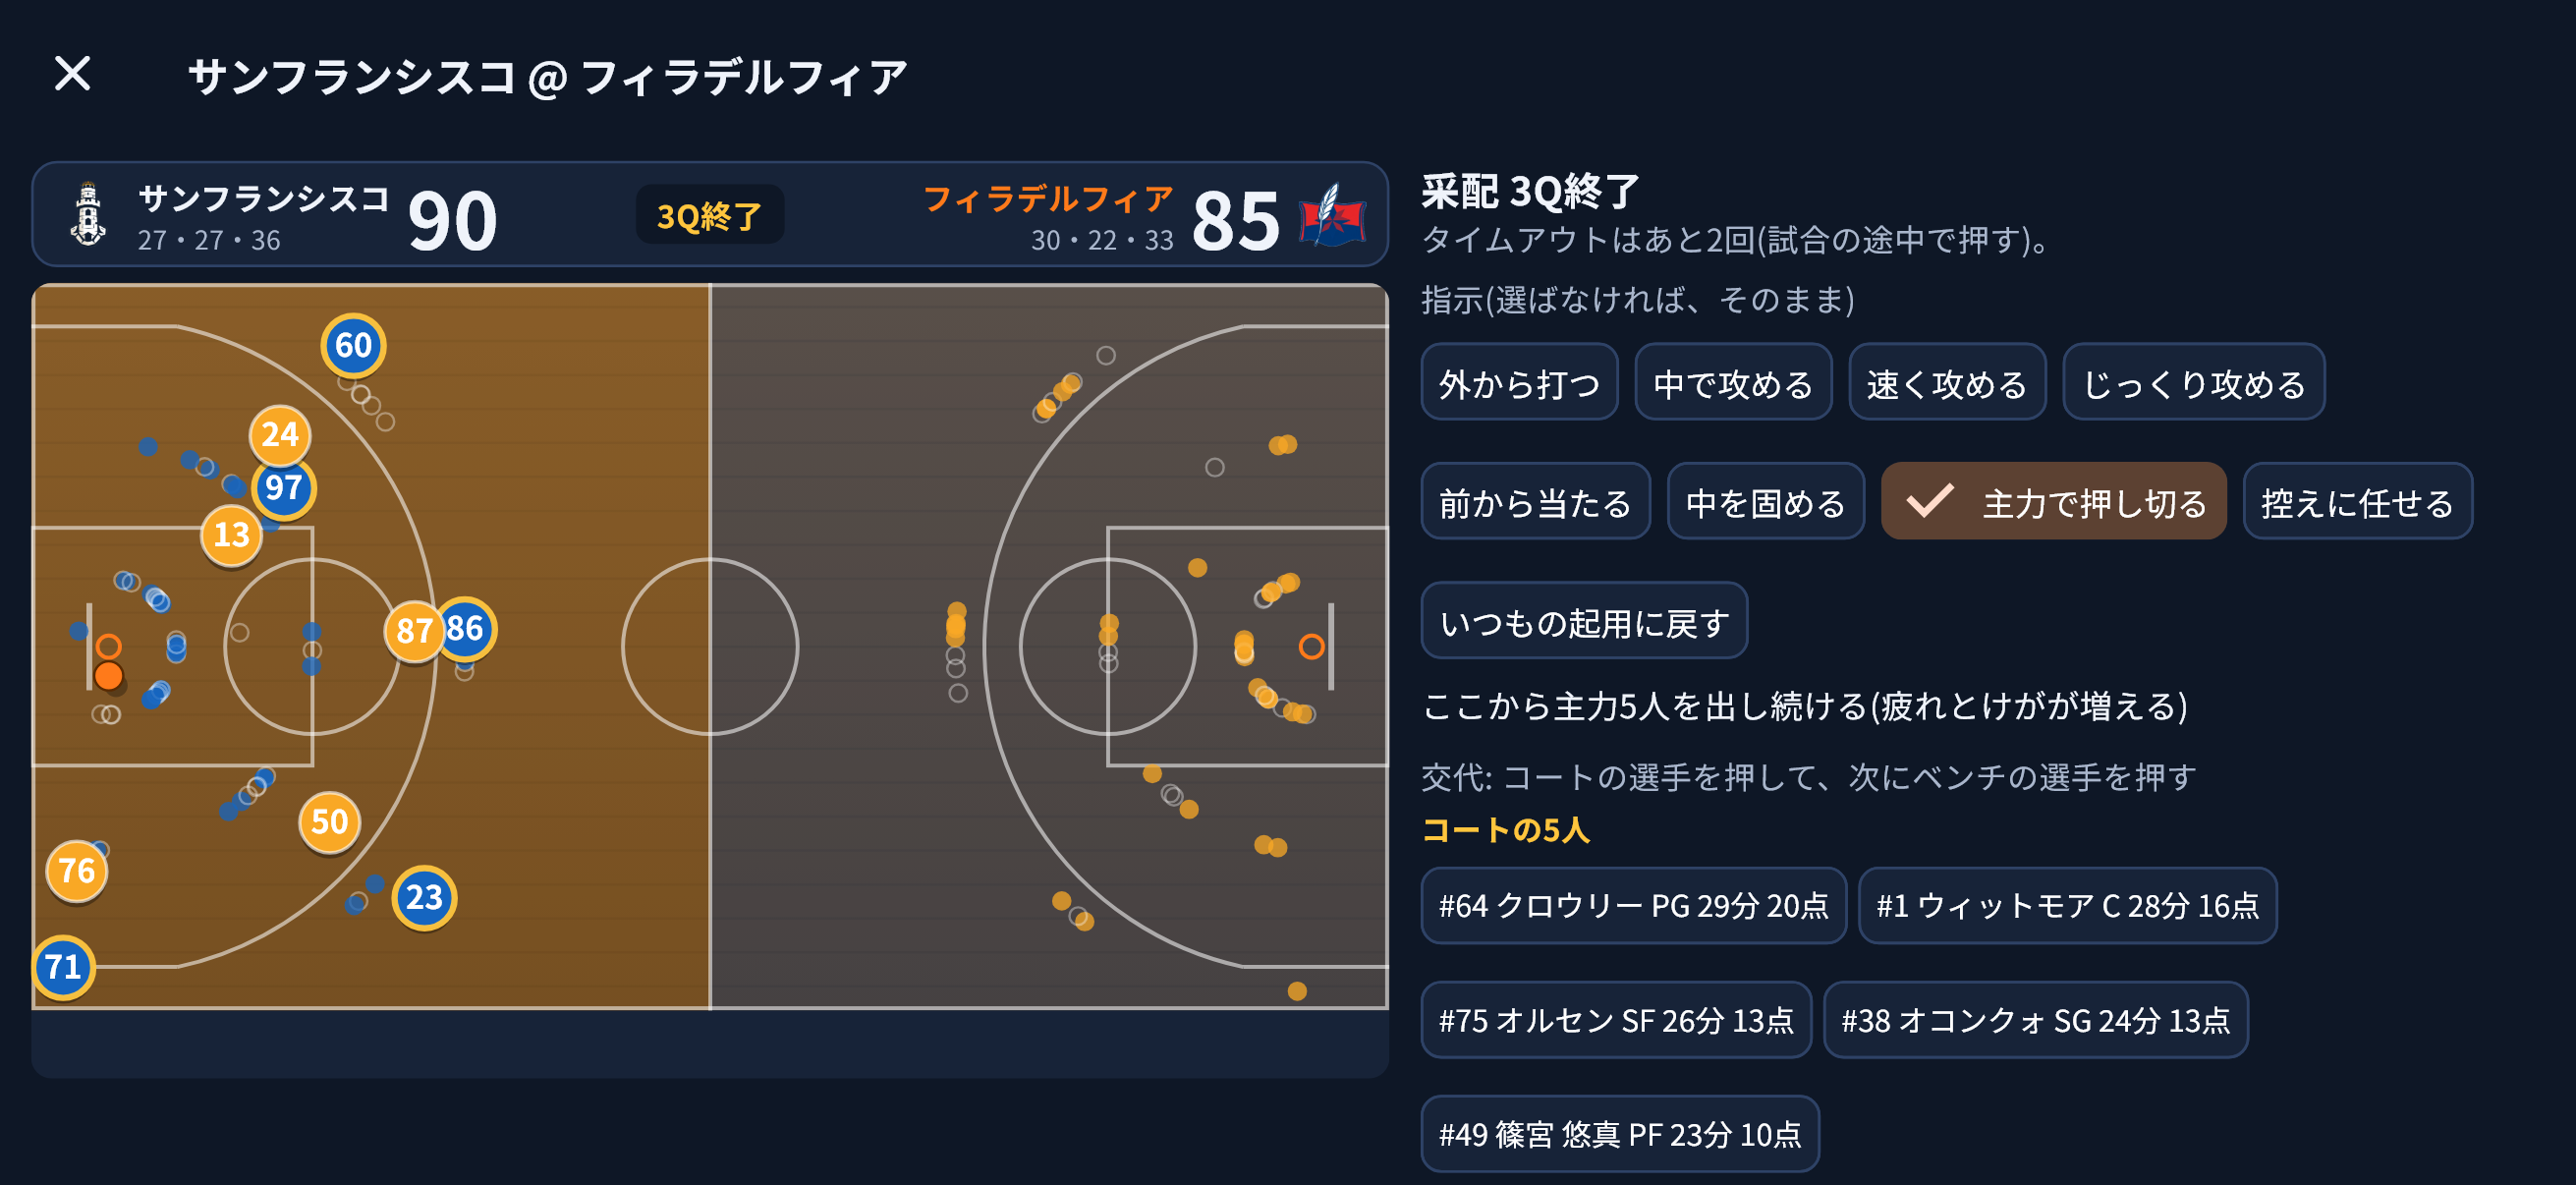 サンフランシスコ @ フィラデルフィア
サンフランシスコ
27・27・36
90
3Q終了
フィラデルフィア
30・22・33
85
60
24
97
13
87
86
50
76
23
71
采配 3Q終了
タイムアウトはあと2回(試合の途中で押す)。
指示(選ばなければ、そのまま)
外から打つ
中で攻める
速く攻める
じっくり攻める
前から当たる
中を固める
主力で押し切る
控えに任せる
いつもの起用に戻す
ここから主力5人を出し続ける(疲れとけがが増える)
交代: コートの選手を押して、次にベンチの選手を押す
コートの5人
#64 クロウリー PG 29分 20点
#1 ウィットモア C 28分 16点
#75 オルセン SF 26分 13点
#38 オコンクォ SG 24分 13点
#49 篠宮 悠真 PF 23分 10点